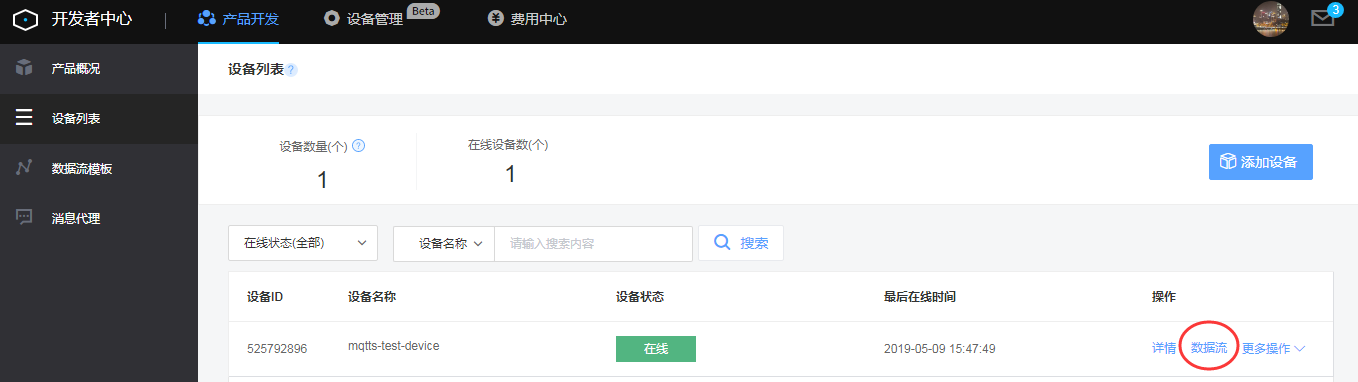 开发者中心 产品开发 设备管理 Beta 费用中心 3
产品概况
设备列表
数据流模板
消息代理
设备列表 ?
设备数量(个) ? 在线设备数(个)
1 1
添加设备
在线状态(全部) 设备名称 请输入搜索内容 搜索
设备ID 设备名称 设备状态 最后在线时间 操作
525792896 mqtts-test-device 在线 2019-05-09 15:47:49 详情 数据流 更多操作